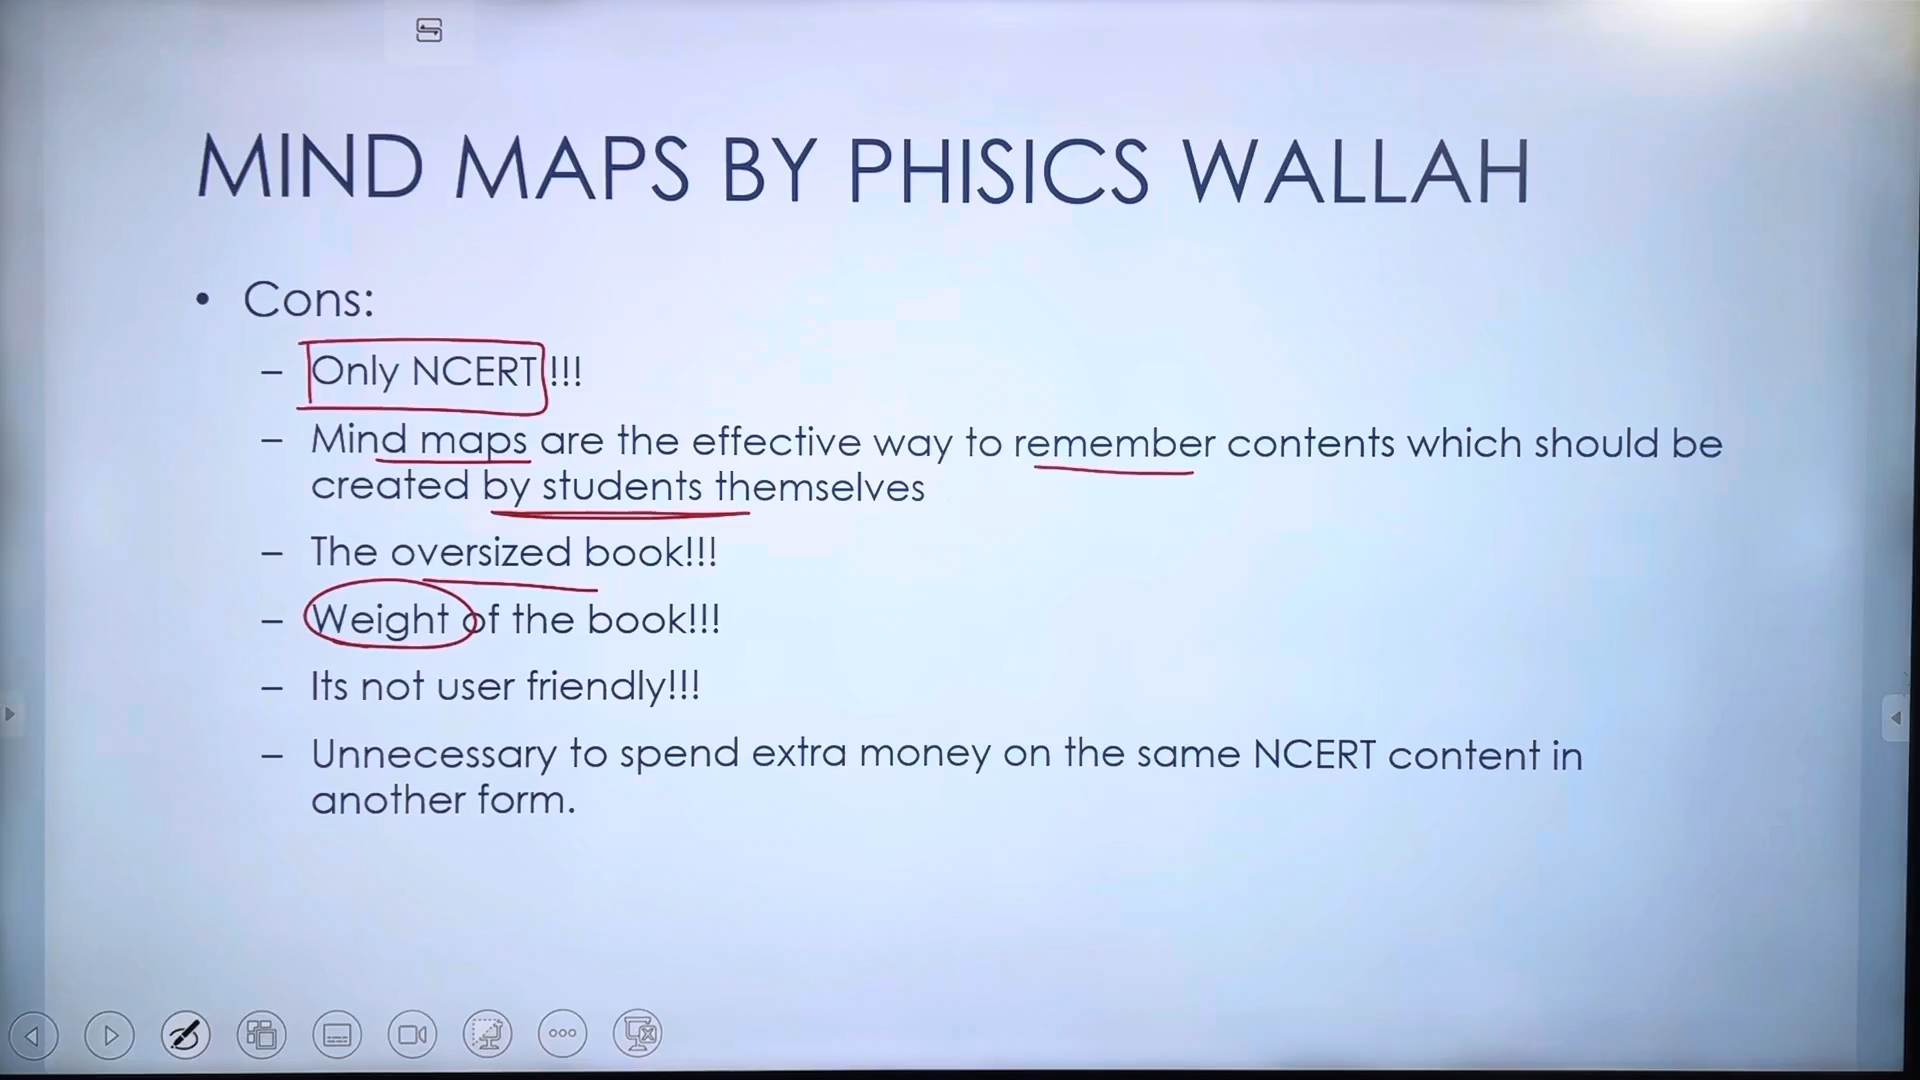 MIND MAPS BY PHISICS WALLAH
• Cons:
– Only NCERT !!!
– Mind maps are the effective way to remember contents which should be
created by students themselves
– The oversized book!!!
– Weight of the book!!!
– Its not user friendly!!!
– Unnecessary to spend extra money on the same NCERT content in
another form.